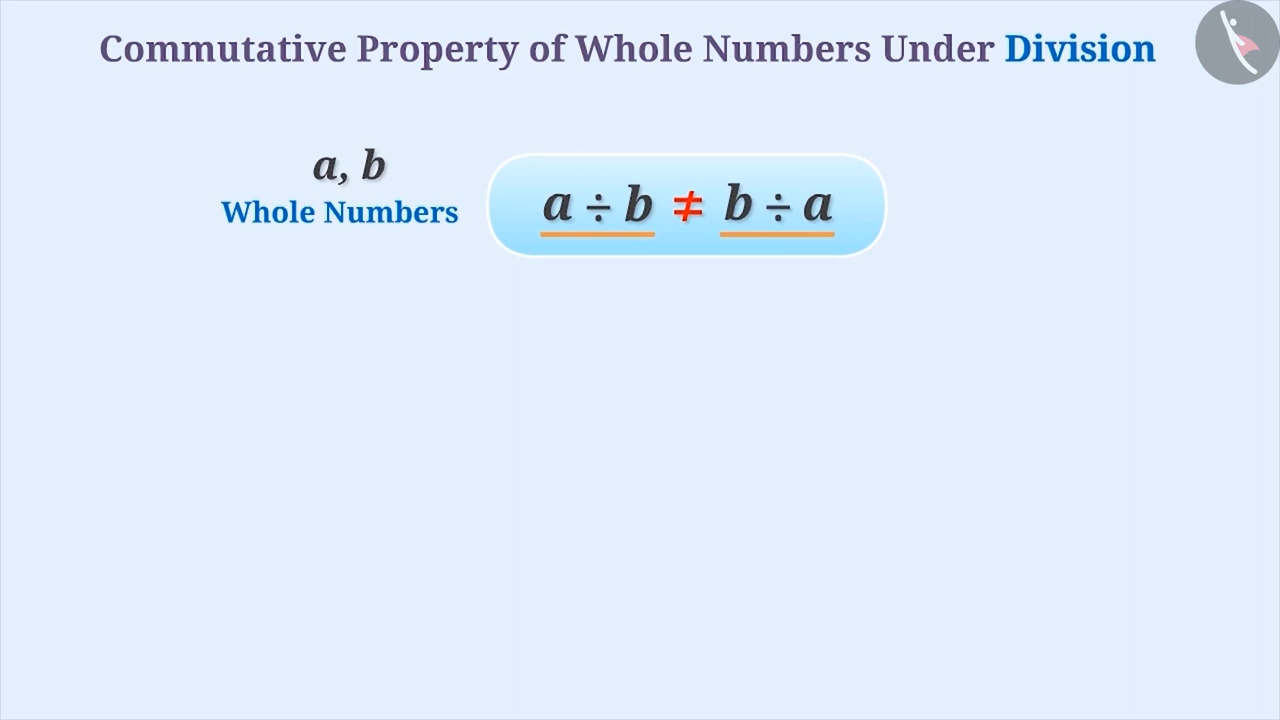 Commutative Property of Whole Numbers Under Division
a, b
Whole Numbers
a ÷ b ≠ b ÷ a